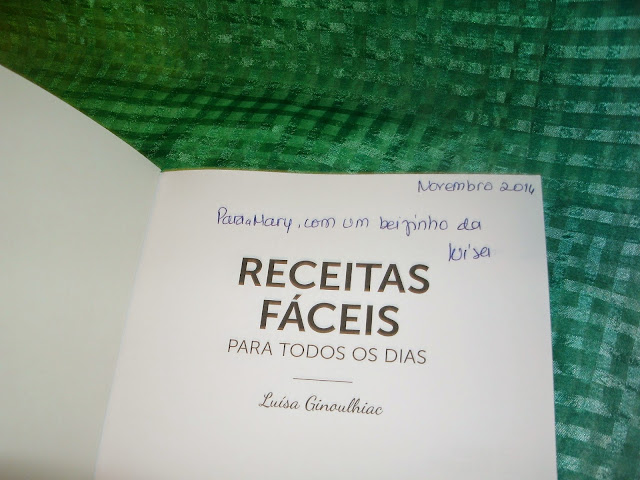 Novembro 2014
Para a Mary, com um beijinho da
Luísa
RECEITAS
FÁCEIS
PARA TODOS OS DIAS
Luísa Ginoulhiac